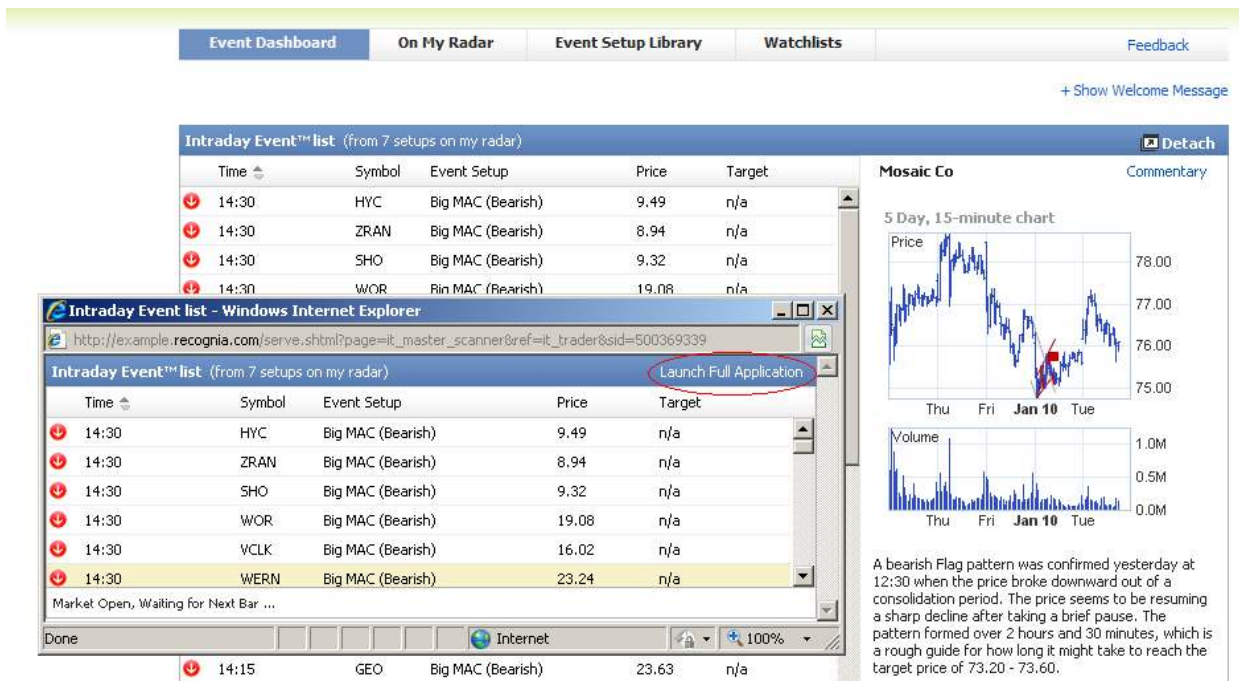 Event Dashboard On My Radar Event Setup Library Watchlists Feedback
+ Show Welcome Message
Intraday Event™ list (from 7 setups on my radar) Detach
Time Symbol Event Setup Price Target
14:30 HYC Big MAC (Bearish) 9.49 n/a
14:30 ZRAN Big MAC (Bearish) 8.94 n/a
14:30 SHO Big MAC (Bearish) 9.32 n/a
14:30 WOR Big MAC (Bearish) 19.08 n/a
Intraday Event list - Windows Internet Explorer
http://example.recognia.com/serve.shtml?page=it_master_scanner&ref=it_trader&sid=500369339
Intraday Event™ list (from 7 setups on my radar) Launch Full Application
Time Symbol Event Setup Price Target
14:30 HYC Big MAC (Bearish) 9.49 n/a
14:30 ZRAN Big MAC (Bearish) 8.94 n/a
14:30 SHO Big MAC (Bearish) 9.32 n/a
14:30 WOR Big MAC (Bearish) 19.08 n/a
14:30 VCLK Big MAC (Bearish) 16.02 n/a
14:30 WERN Big MAC (Bearish) 23.24 n/a
Market Open, Waiting for Next Bar ...
Done Internet 100%
14:15 GEO Big MAC (Bearish) 23.63 n/a
Mosaic Co Commentary
5 Day, 15-minute chart
Price
78.00
77.00
76.00
75.00
Thu Fri Jan 10 Tue
Volume
1.0M
0.5M
0.0M
Thu Fri Jan 10 Tue
A bearish Flag pattern was confirmed yesterday at
12:30 when the price broke downward out of a
consolidation period. The price seems to be resuming
a sharp decline after taking a brief pause. The
pattern formed over 2 hours and 30 minutes, which is
a rough guide for how long it might take to reach the
target price of 73.20 - 73.60.